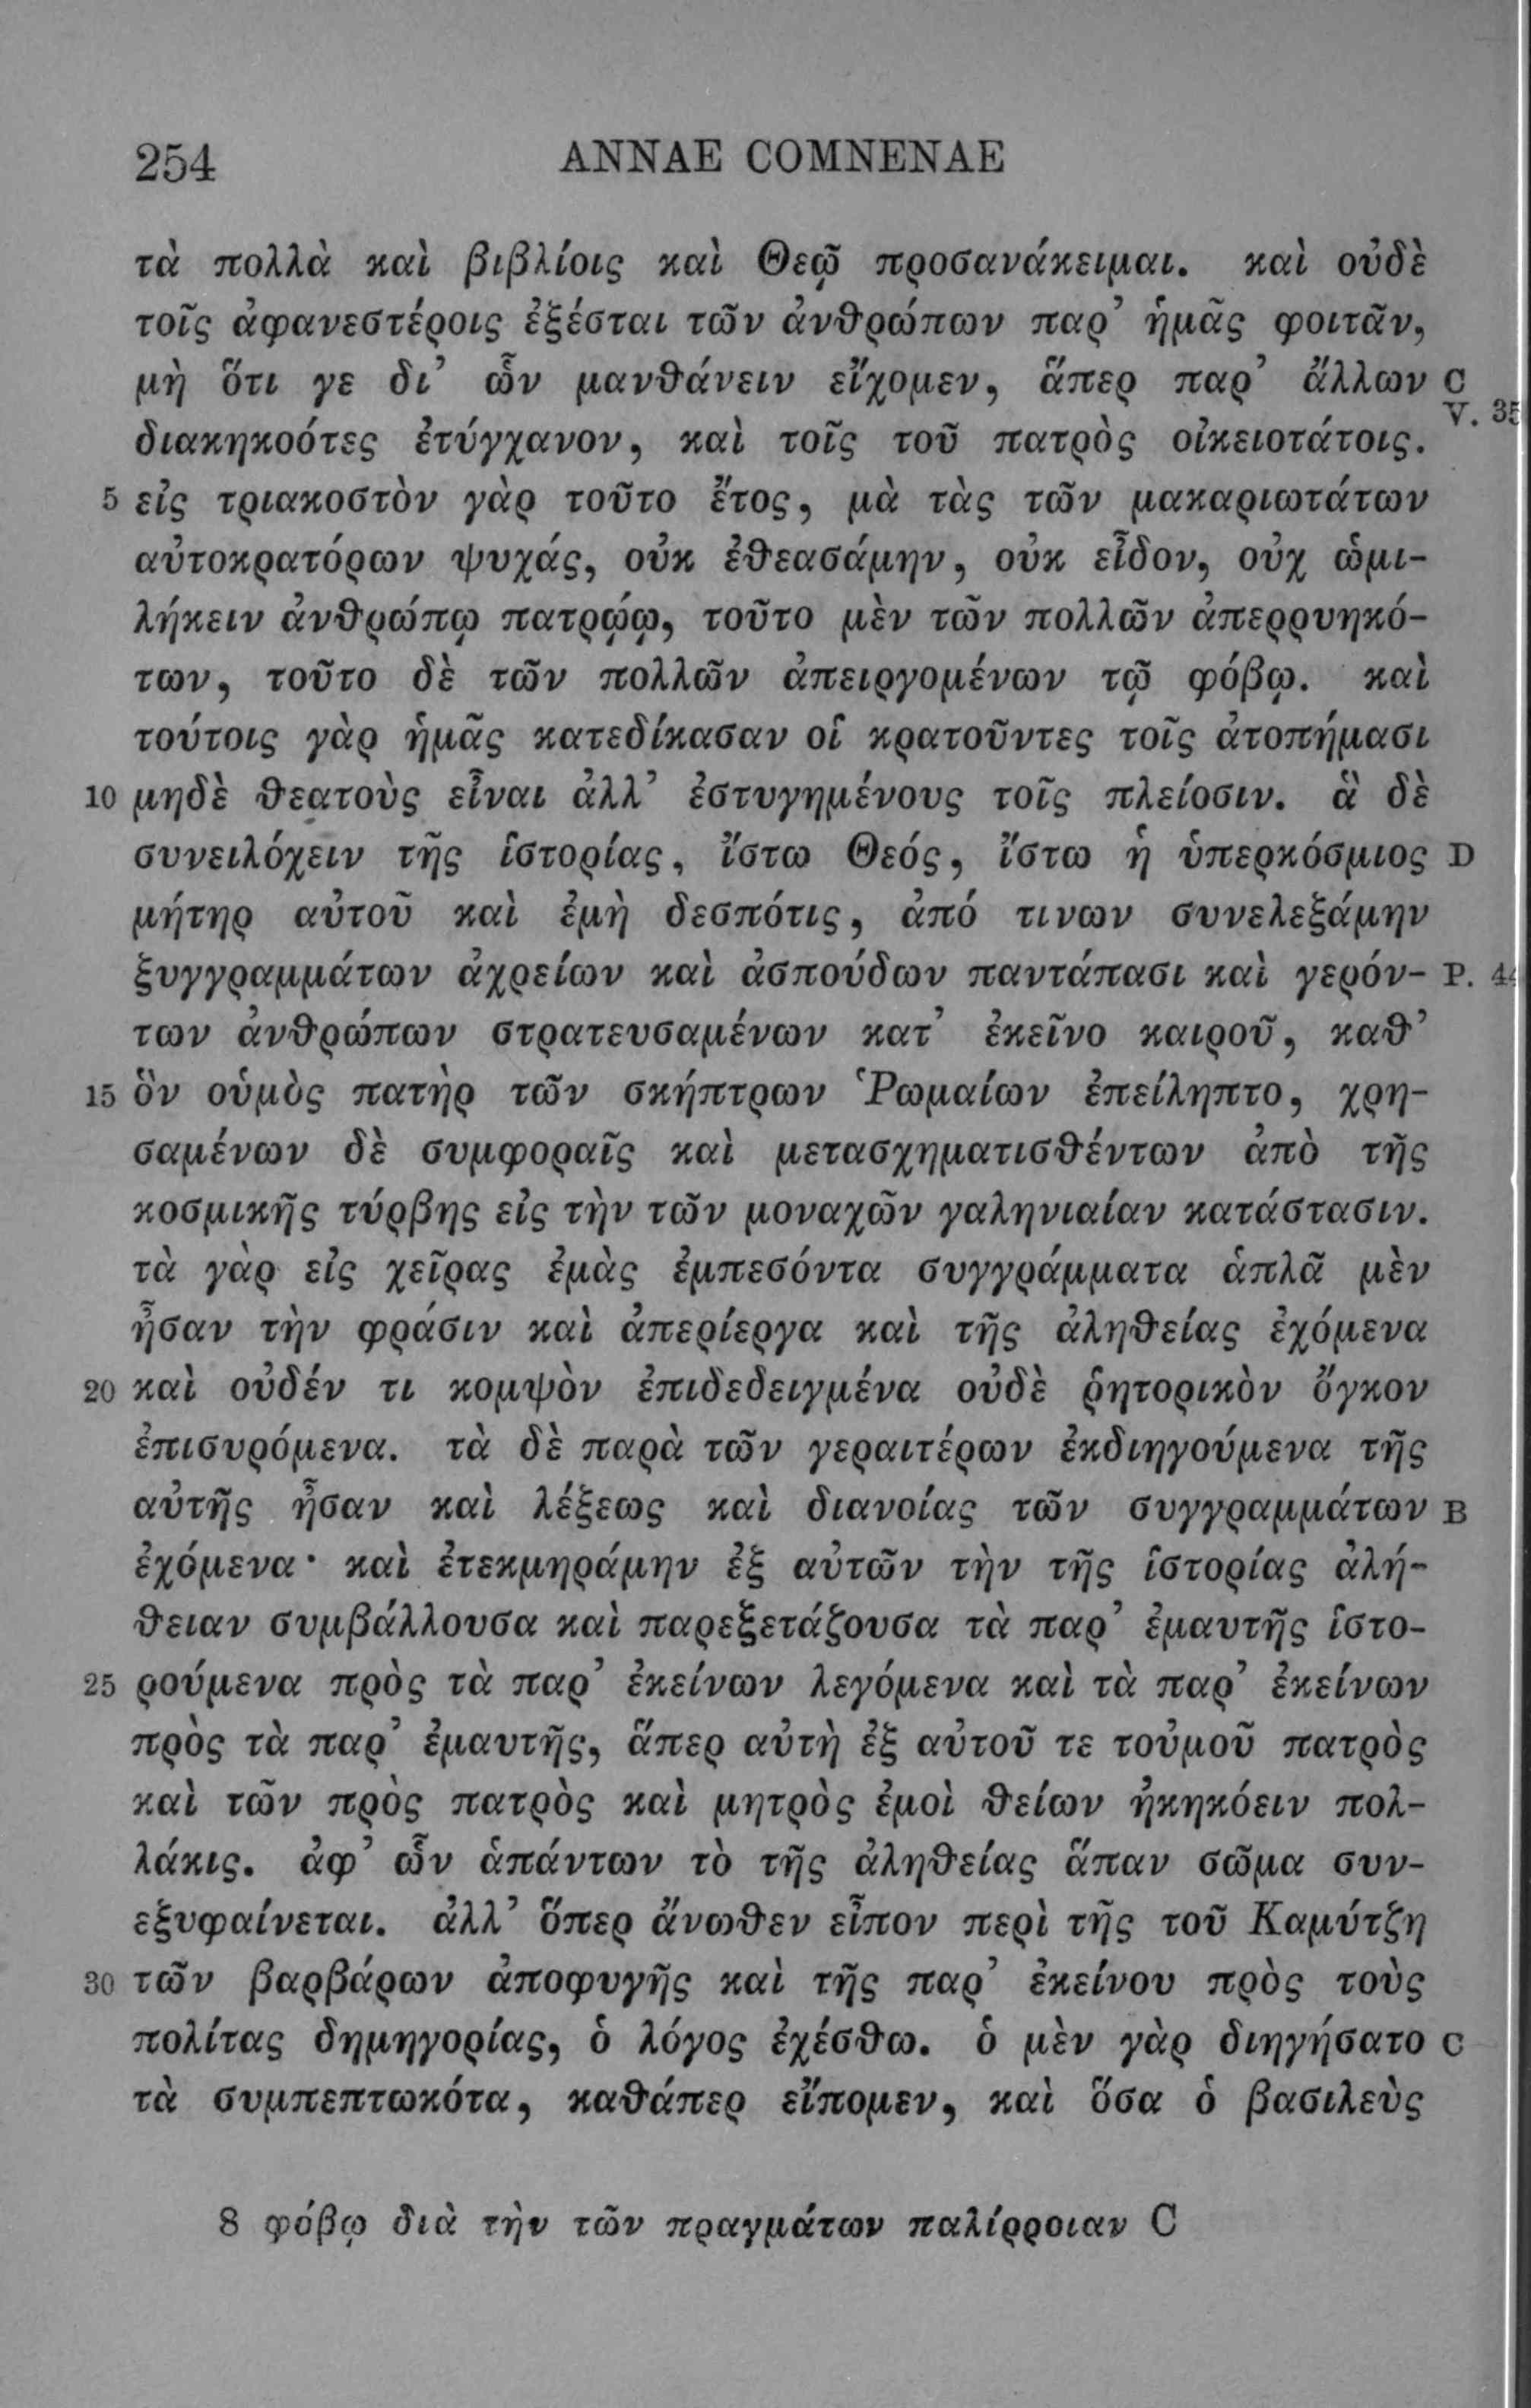 254 ANNAE COMNENAE
τὰ πολλὰ καὶ βιβλίοις καὶ Θεῷ προσανάκειμαι. καὶ οὐδὲ
τοῖς ἀφανεστέροις ἐξέσται τῶν ἀνθρώπων παρ’ ἡμᾶς φοιτᾶν,
μὴ ὅτι γε δι’ ὧν μανθάνειν εἴχομεν, ἅπερ παρ’ ἄλλων C
διακηκοότες ἐτύγχανον, καὶ τοῖς τοῦ πατρὸς οἰκειοτάτοις. V. 35
5 εἰς τριακοστὸν γὰρ τοῦτο ἔτος, μὰ τὰς τῶν μακαριωτάτων
αὐτοκρατόρων ψυχάς, οὐκ ἐθεασάμην, οὐκ εἶδον, οὐχ ὡμι-
λήκειν ἀνθρώπῳ πατρῴῳ, τοῦτο μὲν τῶν πολλῶν ἀπερρυηκό-
των, τοῦτο δὲ τῶν πολλῶν ἀπειργομένων τῷ φόβῳ. καὶ
τούτοις γὰρ ἡμᾶς κατεδίκασαν οἱ κρατοῦντες τοῖς ἀτοπήμασι
10 μηδὲ θεατοὺς εἶναι ἀλλ’ ἐστυγημένους τοῖς πλείοσιν. ἃ δὲ
συνειλόχειν τῆς ἱστορίας, ἴστω Θεός, ἴστω ἡ ὑπερκόσμιος D
μήτηρ αὐτοῦ καὶ ἐμὴ δεσπότις, ἀπό τινων συνελεξάμην
ξυγγραμμάτων ἀχρείων καὶ ἀσπούδων παντάπασι καὶ γερόν- P. 44
των ἀνθρώπων στρατευσαμένων κατ’ ἐκεῖνο καιροῦ, καθ’
15 ὃν οὑμὸς πατὴρ τῶν σκήπτρων Ῥωμαίων ἐπείληπτο, χρη-
σαμένων δὲ συμφοραῖς καὶ μετασχηματισθέντων ἀπὸ τῆς
κοσμικῆς τύρβης εἰς τὴν τῶν μοναχῶν γαληνιαίαν κατάστασιν.
τὰ γὰρ εἰς χεῖρας ἐμὰς ἐμπεσόντα συγγράμματα ἁπλᾶ μὲν
ἦσαν τὴν φράσιν καὶ ἀπερίεργα καὶ τῆς ἀληθείας ἐχόμενα
20 καὶ οὐδέν τι κομψὸν ἐπιδεδειγμένα οὐδὲ ῥητορικὸν ὄγκον
ἐπισυρόμενα. τὰ δὲ παρὰ τῶν γεραιτέρων ἐκδιηγούμενα τῆς
αὐτῆς ἦσαν καὶ λέξεως καὶ διανοίας τῶν συγγραμμάτων B
ἐχόμενα· καὶ ἐτεκμηράμην ἐξ αὐτῶν τὴν τῆς ἱστορίας ἀλή-
θειαν συμβάλλουσα καὶ παρεξετάζουσα τὰ παρ’ ἐμαυτῆς ἱστο-
25 ρούμενα πρὸς τὰ παρ’ ἐκείνων λεγόμενα καὶ τὰ παρ’ ἐκείνων
πρὸς τὰ παρ’ ἐμαυτῆς, ἅπερ αὐτὴ ἐξ αὐτοῦ τε τοὐμοῦ πατρὸς
καὶ τῶν πρὸς πατρὸς καὶ μητρὸς ἐμοὶ θείων ἠκηκόειν πολ-
λάκις. ἀφ’ ὧν ἁπάντων τὸ τῆς ἀληθείας ἅπαν σῶμα συν-
εξυφαίνεται. ἀλλ’ ὅπερ ἄνωθεν εἶπον περὶ τῆς τοῦ Καμύτζη
30 τῶν βαρβάρων ἀποφυγῆς καὶ τῆς παρ’ ἐκείνου πρὸς τοὺς
πολίτας δημηγορίας, ὁ λόγος ἐχέσθω. ὁ μὲν γὰρ διηγήσατο C
τὰ συμπεπτωκότα, καθάπερ εἴπομεν, καὶ ὅσα ὁ βασιλεὺς
8 φόβῳ διὰ τὴν τῶν πραγμάτων παλίρροιαν C